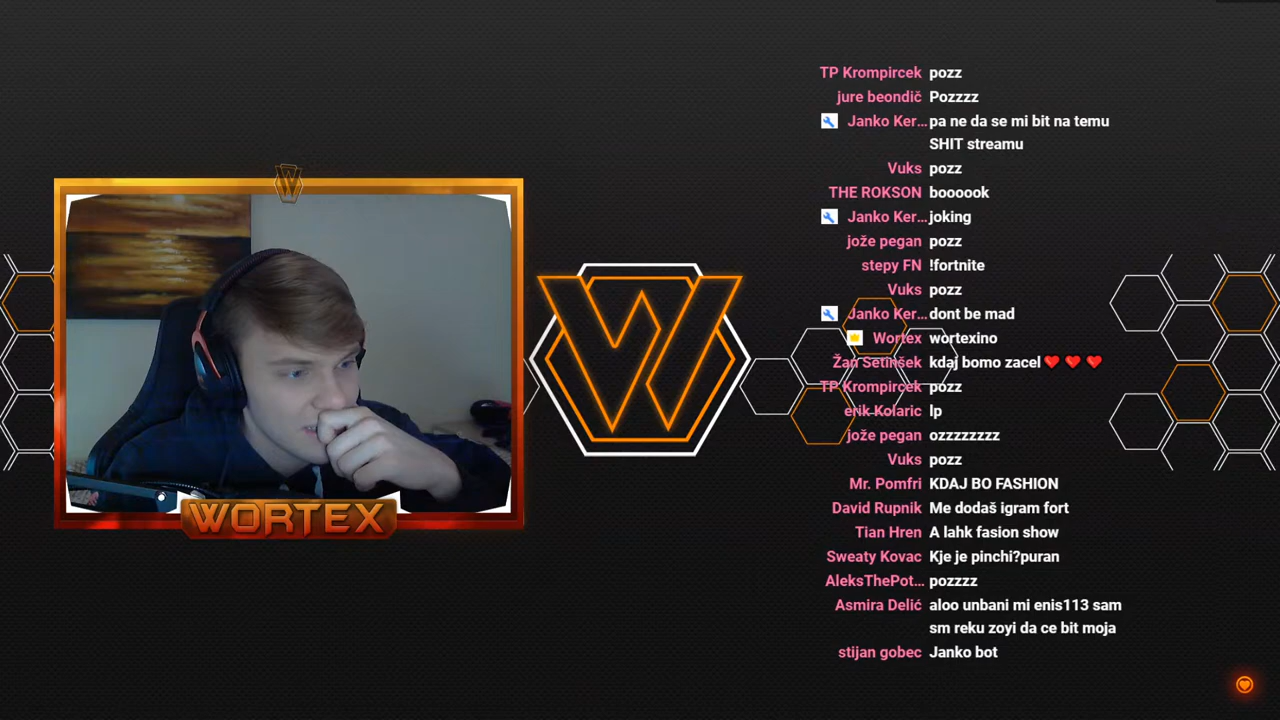 TP Krompircek pozz
jure beondič Pozzzz
Janko Ker... pa ne da se mi bit na temu
SHIT streamu
Vuks pozz
THE ROKSON boooook
Janko Ker... joking
jože pegan pozz
stepy FN !fortnite
Vuks pozz
Janko Ker... dont be mad
Wortex wortexino
Žan Setinšek kdaj bomo zacel❤️ ❤️ ❤️
TP Krompircek pozz
erik Kolaric lp
jože pegan ozzzzzzzz
Vuks pozz
Mr. Pomfri KDAJ BO FASHION
David Rupnik Me dodaš igram fort
Tian Hren A lahk fasion show
Sweaty Kovac Kje je pinchi?puran
AleksThePot... pozzzz
Asmira Delić aloo unbani mi enis113 sam
sm reku zoyi da ce bit moja
stijan gobec Janko bot
W
W
WORTEX